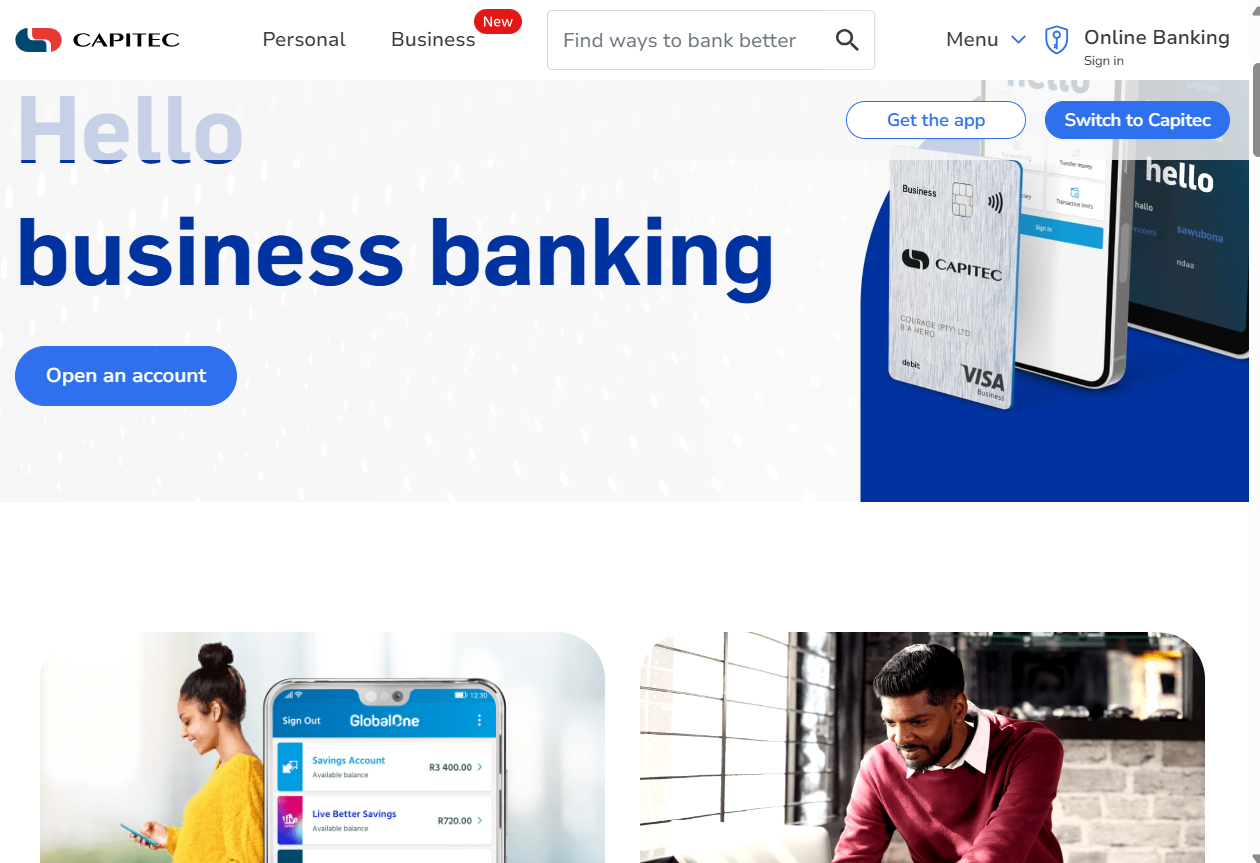 CAPITEC
Personal
Business
New
Find ways to bank better
Menu
Online Banking
Sign in
Get the app
Switch to Capitec
Hello
business banking
Open an account
hello
Transfer money
Transaction limits
Sign In
hello
hallo
sawubona
ndaa
Business
CAPITEC
COURAGE (PTY) LTD
B A HERO
debit
VISA
Business
12:30
Sign Out
GlobalOne
Savings Account
Available balance
R3 400.00
Live Better Savings
Available balance
R720.00